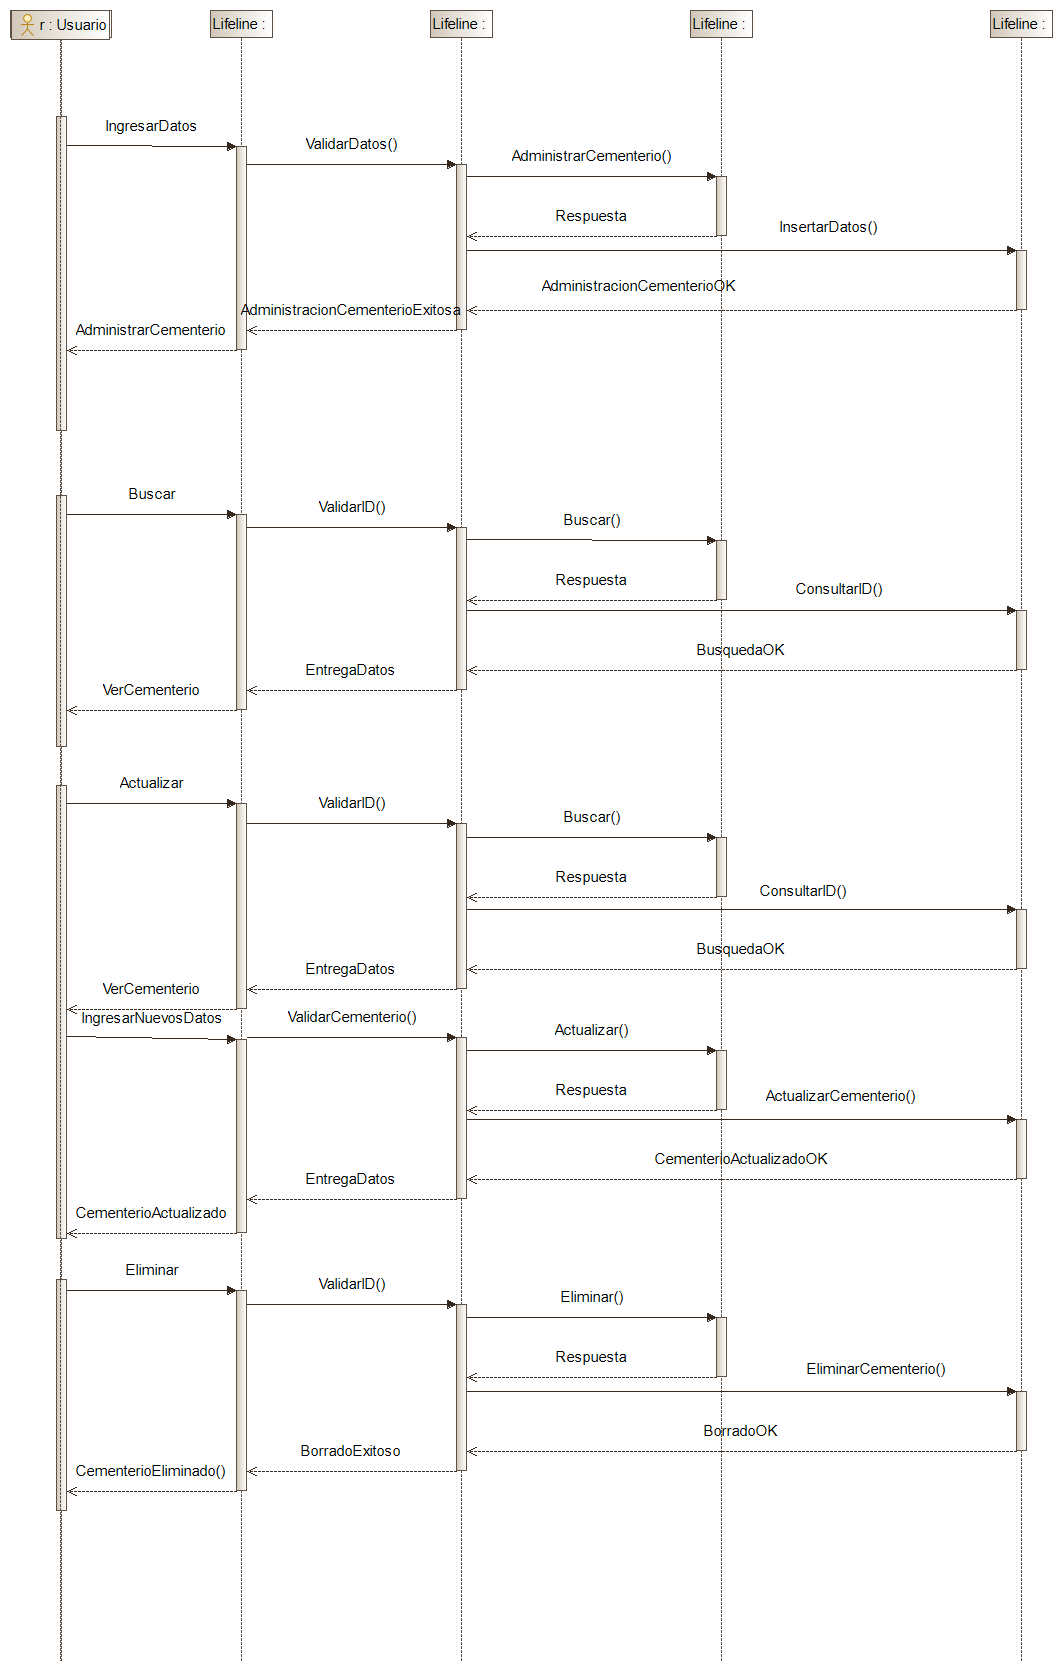 r : Usuario
Lifeline :
Lifeline :
Lifeline :
Lifeline :
IngresarDatos
ValidarDatos()
AdministrarCementerio()
Respuesta
InsertarDatos()
AdministracionCementerioOK
AdministracionCementerioExitosa
AdministrarCementerio
Buscar
ValidarID()
Buscar()
Respuesta
ConsultarID()
BusquedaOK
EntregaDatos
VerCementerio
Actualizar
ValidarID()
Buscar()
Respuesta
ConsultarID()
BusquedaOK
EntregaDatos
VerCementerio
IngresarNuevosDatos
ValidarCementerio()
Actualizar()
Respuesta
ActualizarCementerio()
CementerioActualizadoOK
EntregaDatos
CementerioActualizado
Eliminar
ValidarID()
Eliminar()
Respuesta
EliminarCementerio()
BorradoOK
BorradoExitoso
CementerioEliminado()